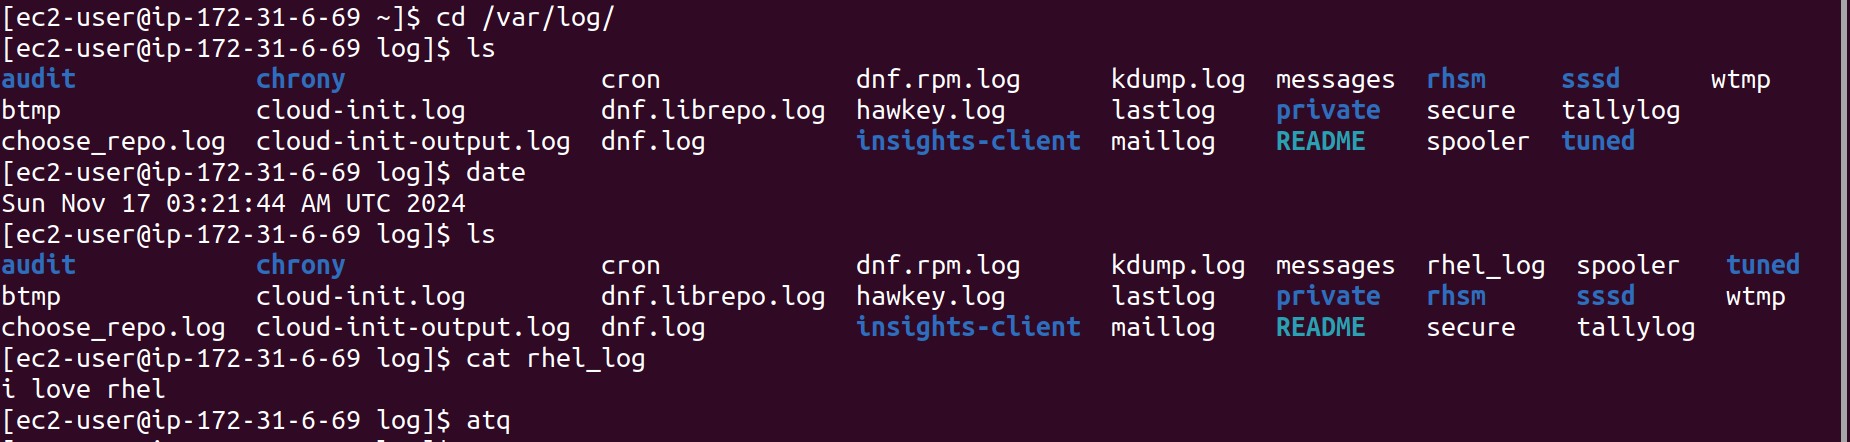 [ec2-user@ip-172-31-6-69 ~]$ cd /var/log/
[ec2-user@ip-172-31-6-69 log]$ ls
audit chrony cron dnf.rpm.log kdump.log messages rhsm sssd wtmp
btmp cloud-init.log dnf.librepo.log hawkey.log lastlog private secure tallylog
choose_repo.log cloud-init-output.log dnf.log insights-client maillog README spooler tuned
[ec2-user@ip-172-31-6-69 log]$ date
Sun Nov 17 03:21:44 AM UTC 2024
[ec2-user@ip-172-31-6-69 log]$ ls
audit chrony cron dnf.rpm.log kdump.log messages rhel_log spooler tuned
btmp cloud-init.log dnf.librepo.log hawkey.log lastlog private rhsm sssd wtmp
choose_repo.log cloud-init-output.log dnf.log insights-client maillog README secure tallylog
[ec2-user@ip-172-31-6-69 log]$ cat rhel_log
i love rhel
[ec2-user@ip-172-31-6-69 log]$ atq